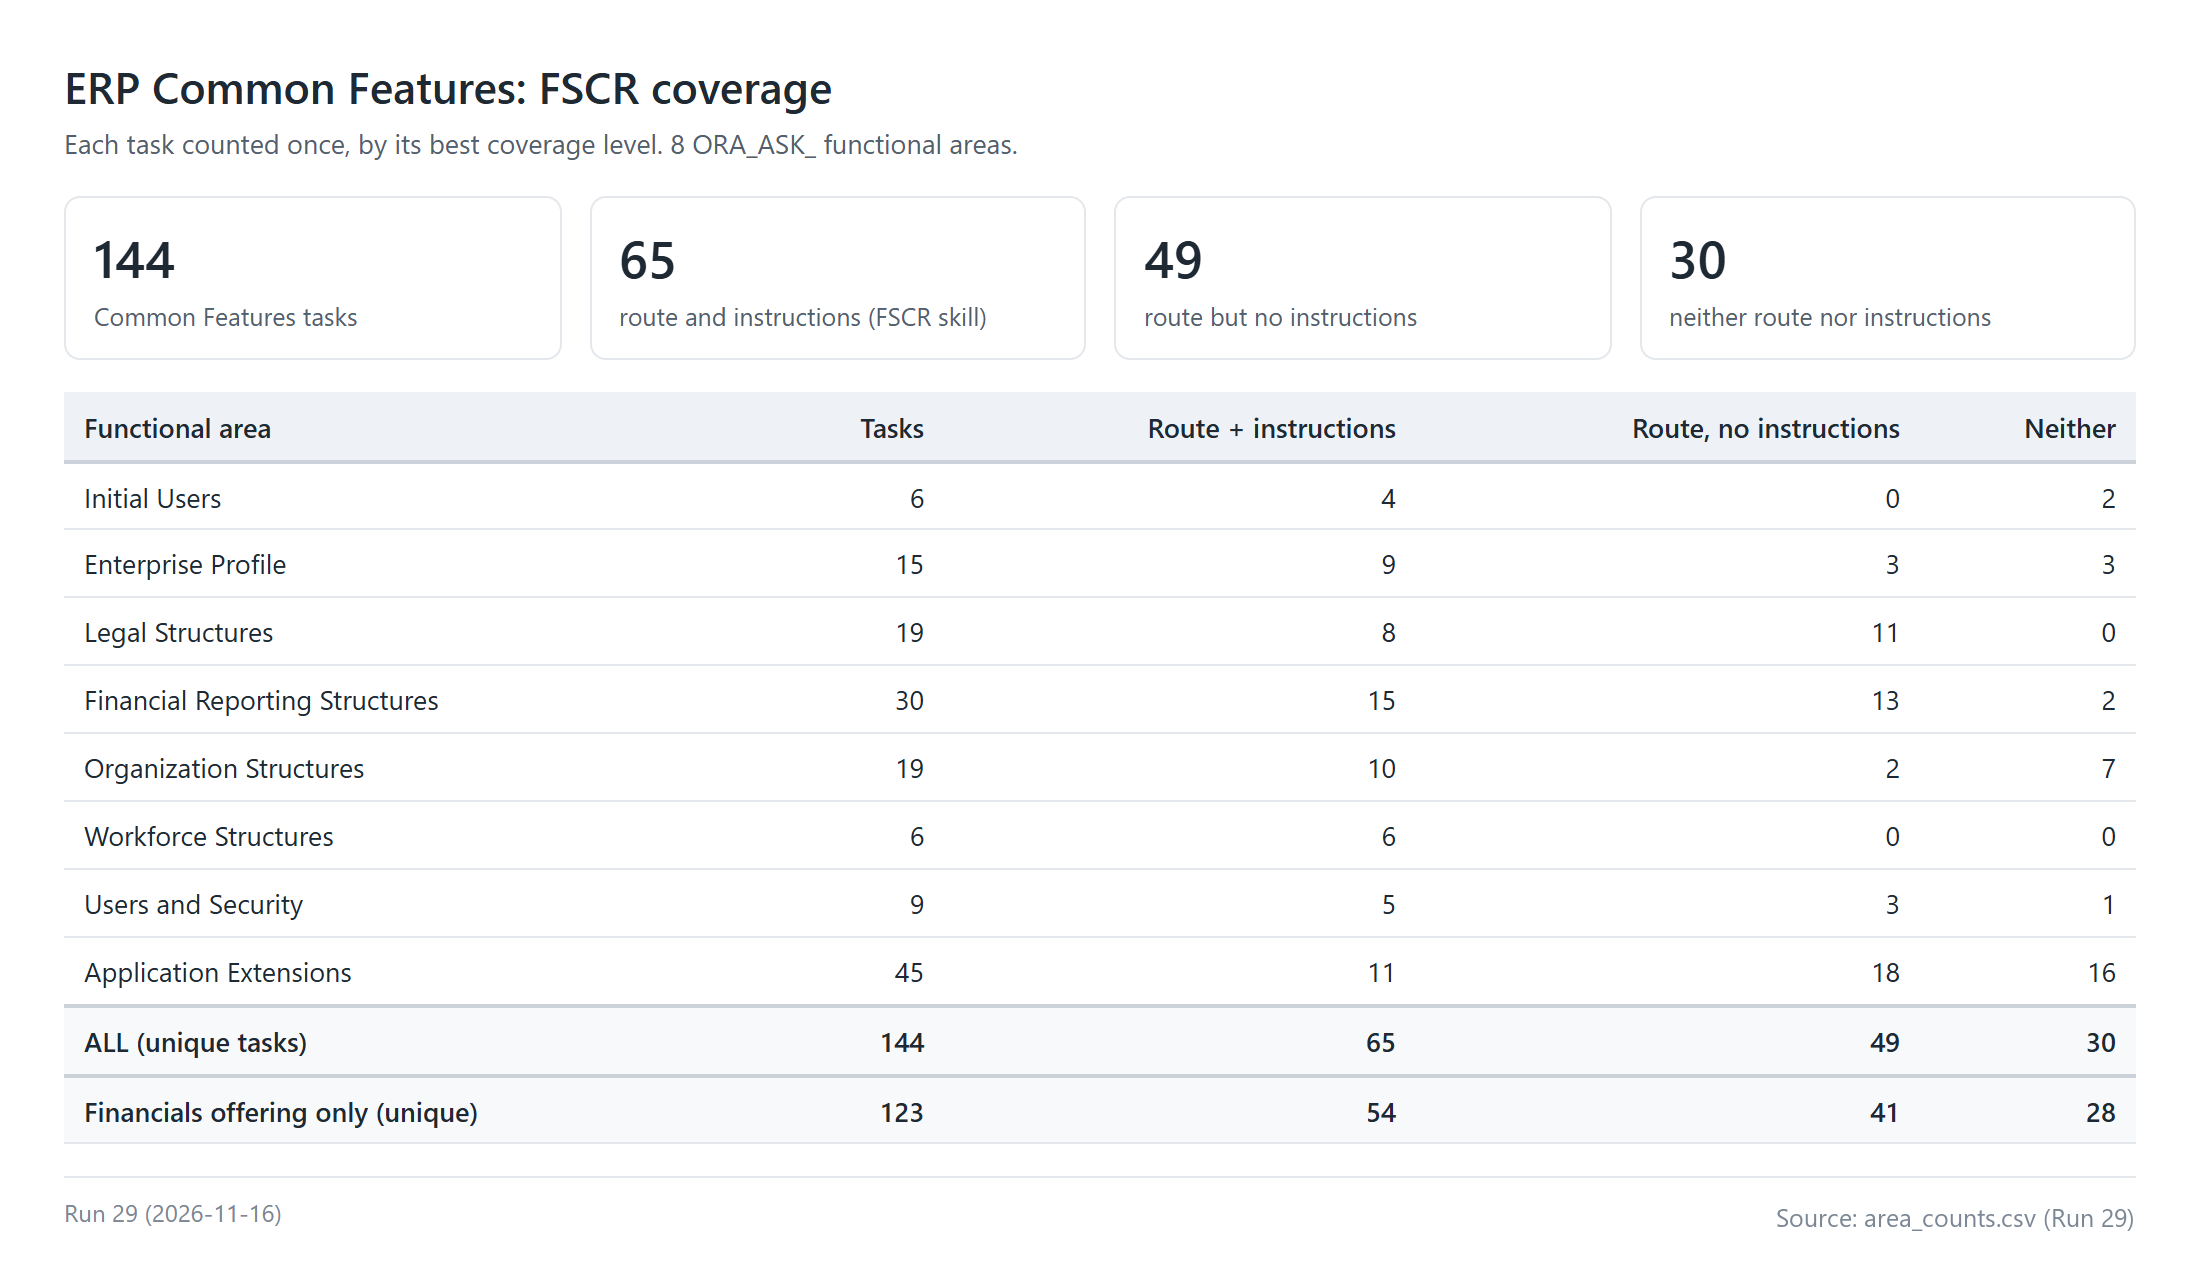 ERP Common Features: FSCR coverage
Each task counted once, by its best coverage level. 8 ORA_ASK_ functional areas.
144
Common Features tasks
65
route and instructions (FSCR skill)
49
route but no instructions
30
neither route nor instructions
Functional area Tasks Route + instructions Route, no instructions Neither
Initial Users 6 4 0 2
Enterprise Profile 15 9 3 3
Legal Structures 19 8 11 0
Financial Reporting Structures 30 15 13 2
Organization Structures 19 10 2 7
Workforce Structures 6 6 0 0
Users and Security 9 5 3 1
Application Extensions 45 11 18 16
ALL (unique tasks) 144 65 49 30
Financials offering only (unique) 123 54 41 28
Run 29 (2026-11-16)
Source: area_counts.csv (Run 29)